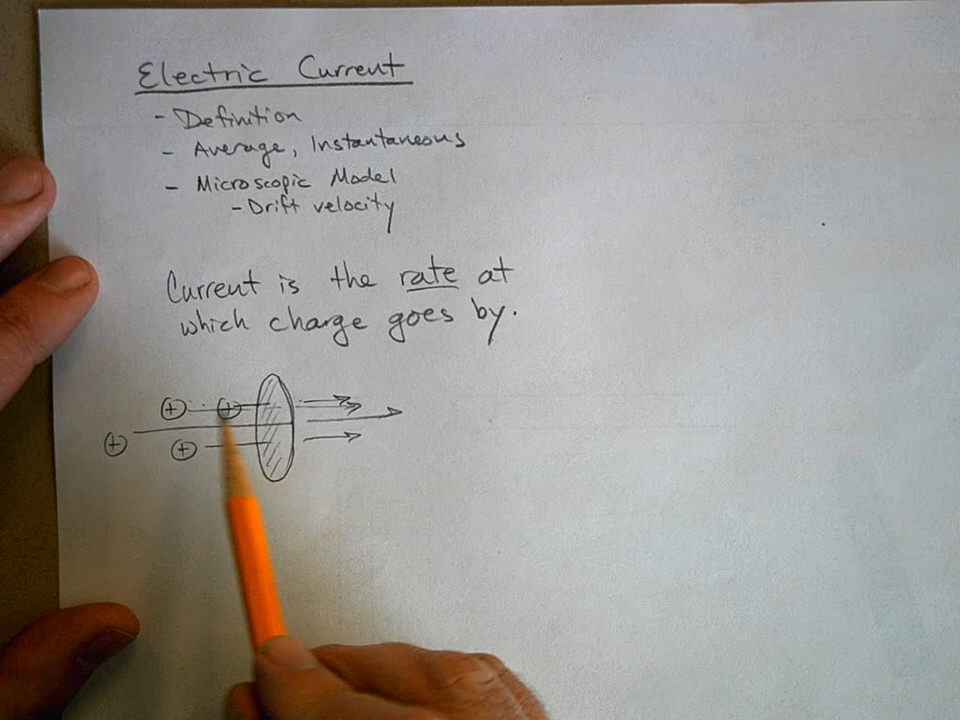 Electric Current
- Definition
- Average, Instantaneous
- Microscopic Model
- Drift velocity
Current is the rate at
which charge goes by.
+ +
+ +